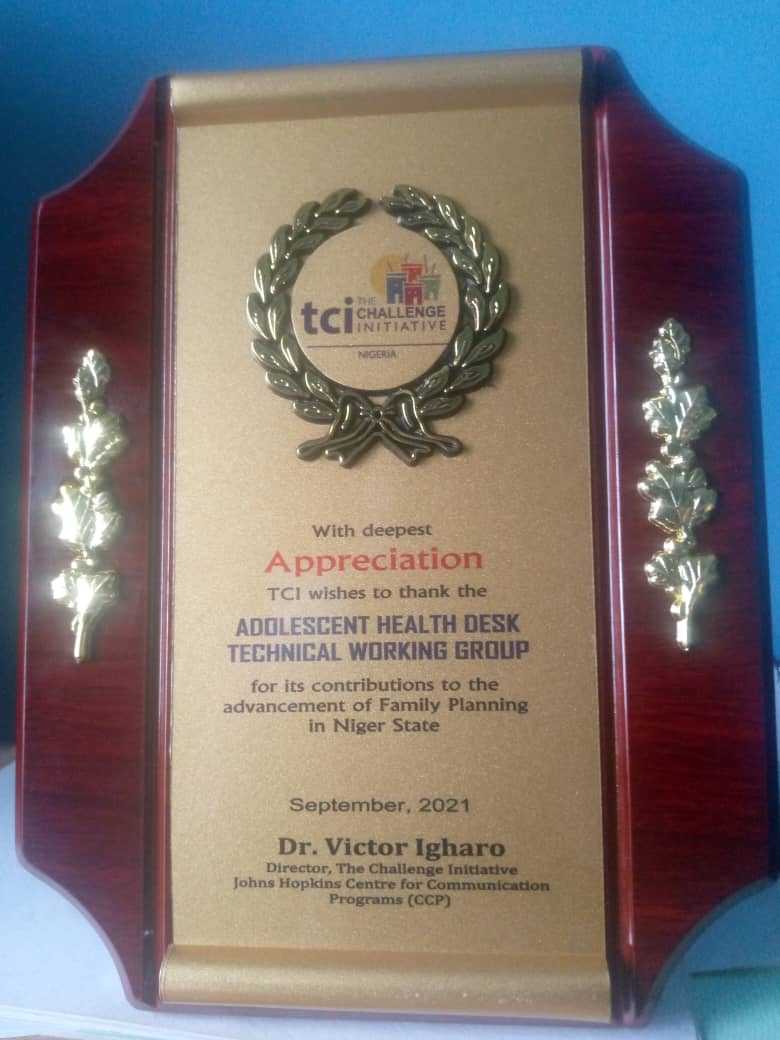 tci THE
CHALLENGE
INITIATIVE
NIGERIA
With deepest
Appreciation
TCI wishes to thank the
ADOLESCENT HEALTH DESK
TECHNICAL WORKING GROUP
for its contributions to the
advancement of Family Planning
in Niger State
September, 2021
Dr. Victor Igharo
Director, The Challenge Initiative
Johns Hopkins Centre for Communication
Programs (CCP)